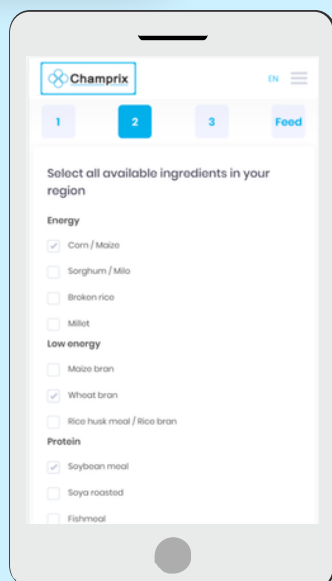 Champrix
EN
1
2
3
Feed
Select all available ingredients in your
region
Energy
Corn / Maize
Sorghum / Milo
Broken rice
Millet
Low energy
Maize bran
Wheat bran
Rice husk meal / Rice bran
Protein
Soybean meal
Soya roasted
Fishmeal